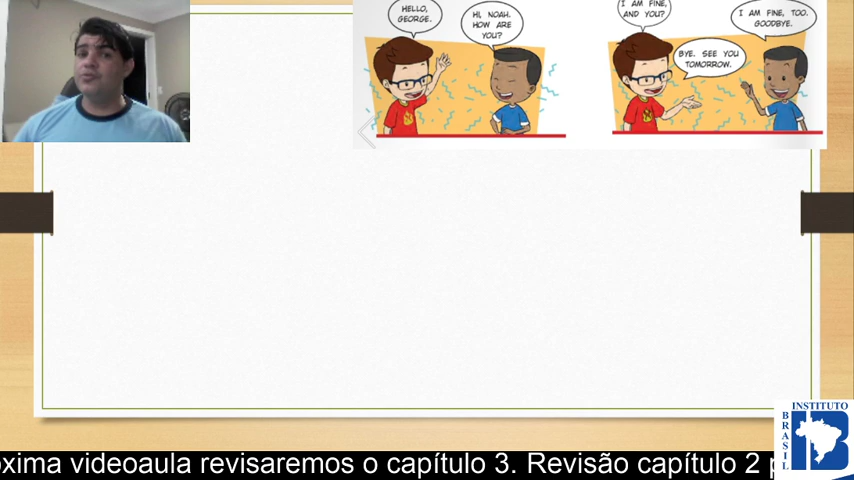 HELLO,
GEORGE.
HI, NOAH.
HOW ARE
YOU?
I AM FINE,
AND YOU?
I AM FINE, TOO.
GOODBYE.
BYE. SEE YOU
TOMORROW.
óxima videoaula revisaremos o capítulo 3. Revisão capítulo 2 p
INSTITUTO
BRASIL